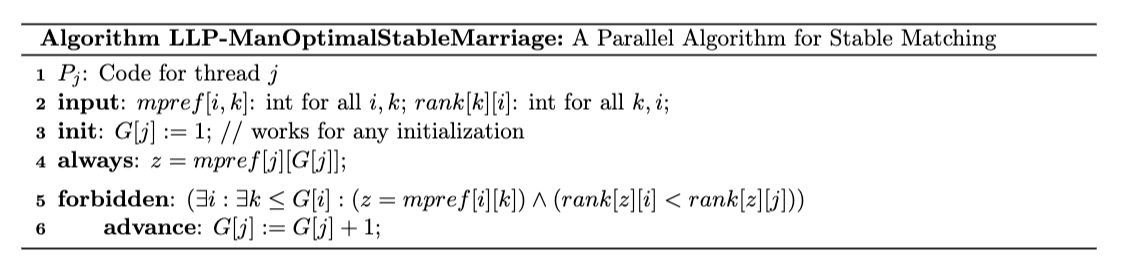 Algorithm LLP-ManOptimalStableMarriage: A Parallel Algorithm for Stable Matching
1 P_j: Code for thread j
2 input: mpref[i, k]: int for all i, k; rank[k][i]: int for all k, i;
3 init: G[j] := 1; // works for any initialization
4 always: z = mpref[j][G[j]];
5 forbidden: (∃i : ∃k ≤ G[i] : (z = mpref[i][k]) ∧ (rank[z][i] < rank[z][j]))
6 advance: G[j] := G[j] + 1;